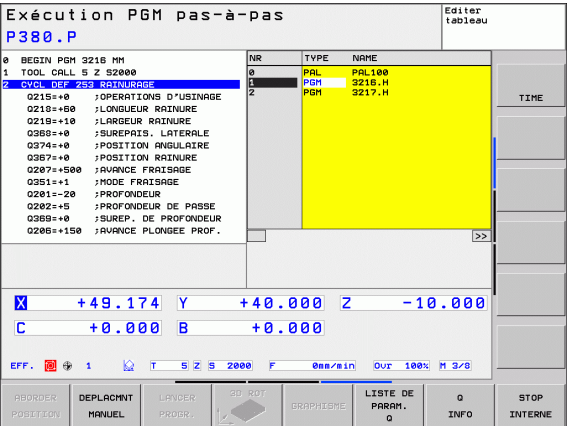 Exécution PGM pas-à-pas
Editer
tableau
P380.P
0 BEGIN PGM 3216 MM
1 TOOL CALL 5 Z S2000
2 CYCL DEF 253 RAINURAGE
Q215=+0 ;OPERATIONS D"USINAGE
Q218=+60 ;LONGUEUR RAINURE
Q219=+10 ;LARGEUR RAINURE
Q368=+0 ;SUREPAIS. LATERALE
Q374=+0 ;POSITION ANGULAIRE
Q367=+0 ;POSITION RAINURE
Q207=+500 ;AVANCE FRAISAGE
Q351=+1 ;MODE FRAISAGE
Q201=-20 ;PROFONDEUR
Q202=+5 ;PROFONDEUR DE PASSE
Q369=+0 ;SUREP. DE PROFONDEUR
Q206=+150 ;AVANCE PLONGEE PROF.
NR TYPE NAME
0 PAL PAL100
1 PGM 3216.H
2 PGM 3217.H
>>
TIME
X +49.174 Y +40.000 Z -10.000
C +0.000 B +0.000
EFF. 1 T 5 Z S 2000 F 0mm/min Ovr 100% M 3/8
ABORDER
POSITION
DEPLACMNT
MANUEL
LANCER
PROGR.
3D ROT
GRAPHISME
LISTE DE
PARAM.
Q
Q
INFO
STOP
INTERNE